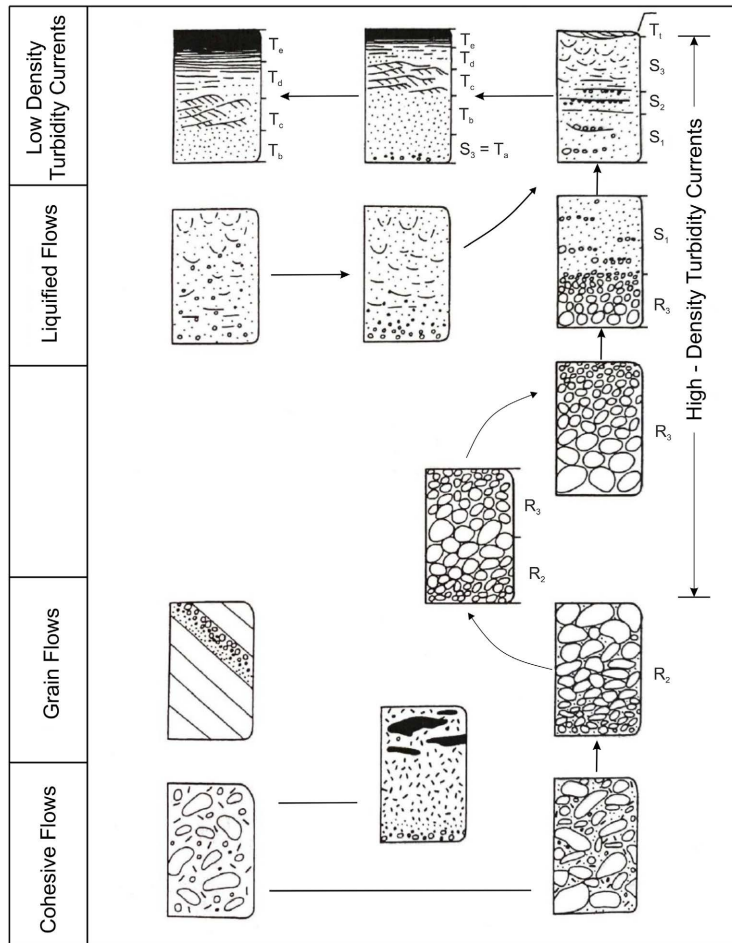 Low Density
Turbidity Currents
Liquified Flows
Grain Flows
Cohesive Flows
Te
Td
Tc
Tb
Te
Td
Tc
Tb
S3 = Ta
Tt
S3
S2
S1
S1
R3
R3
R3
R2
R2
High - Density Turbidity Currents